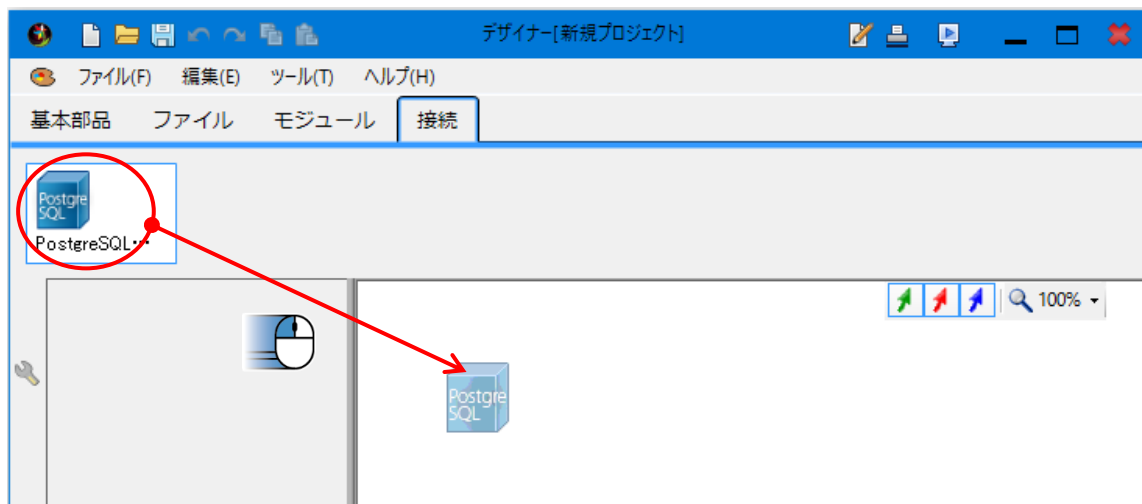 デザイナー[新規プロジェクト]
ファイル(F) 編集(E) ツール(T) ヘルプ(H)
基本部品 ファイル モジュール 接続
Postgre
SQL
PostgreSQL…
100%
Postgre
SQL